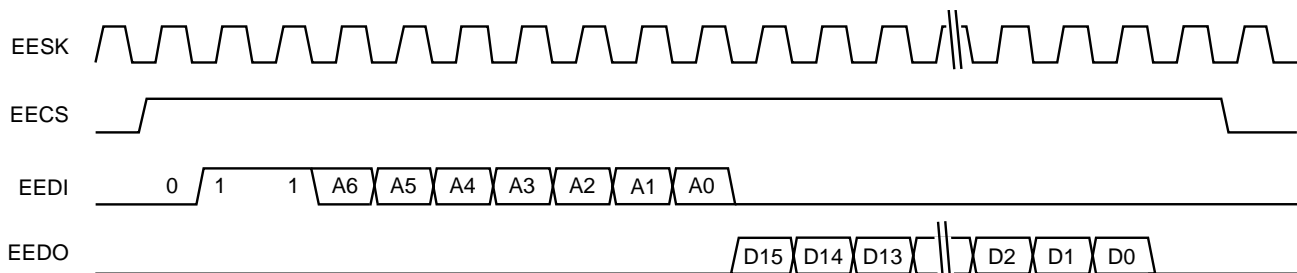 EESK
EECS
EEDI 0 1 1 A6 A5 A4 A3 A2 A1 A0
EEDO D15 D14 D13 D2 D1 D0